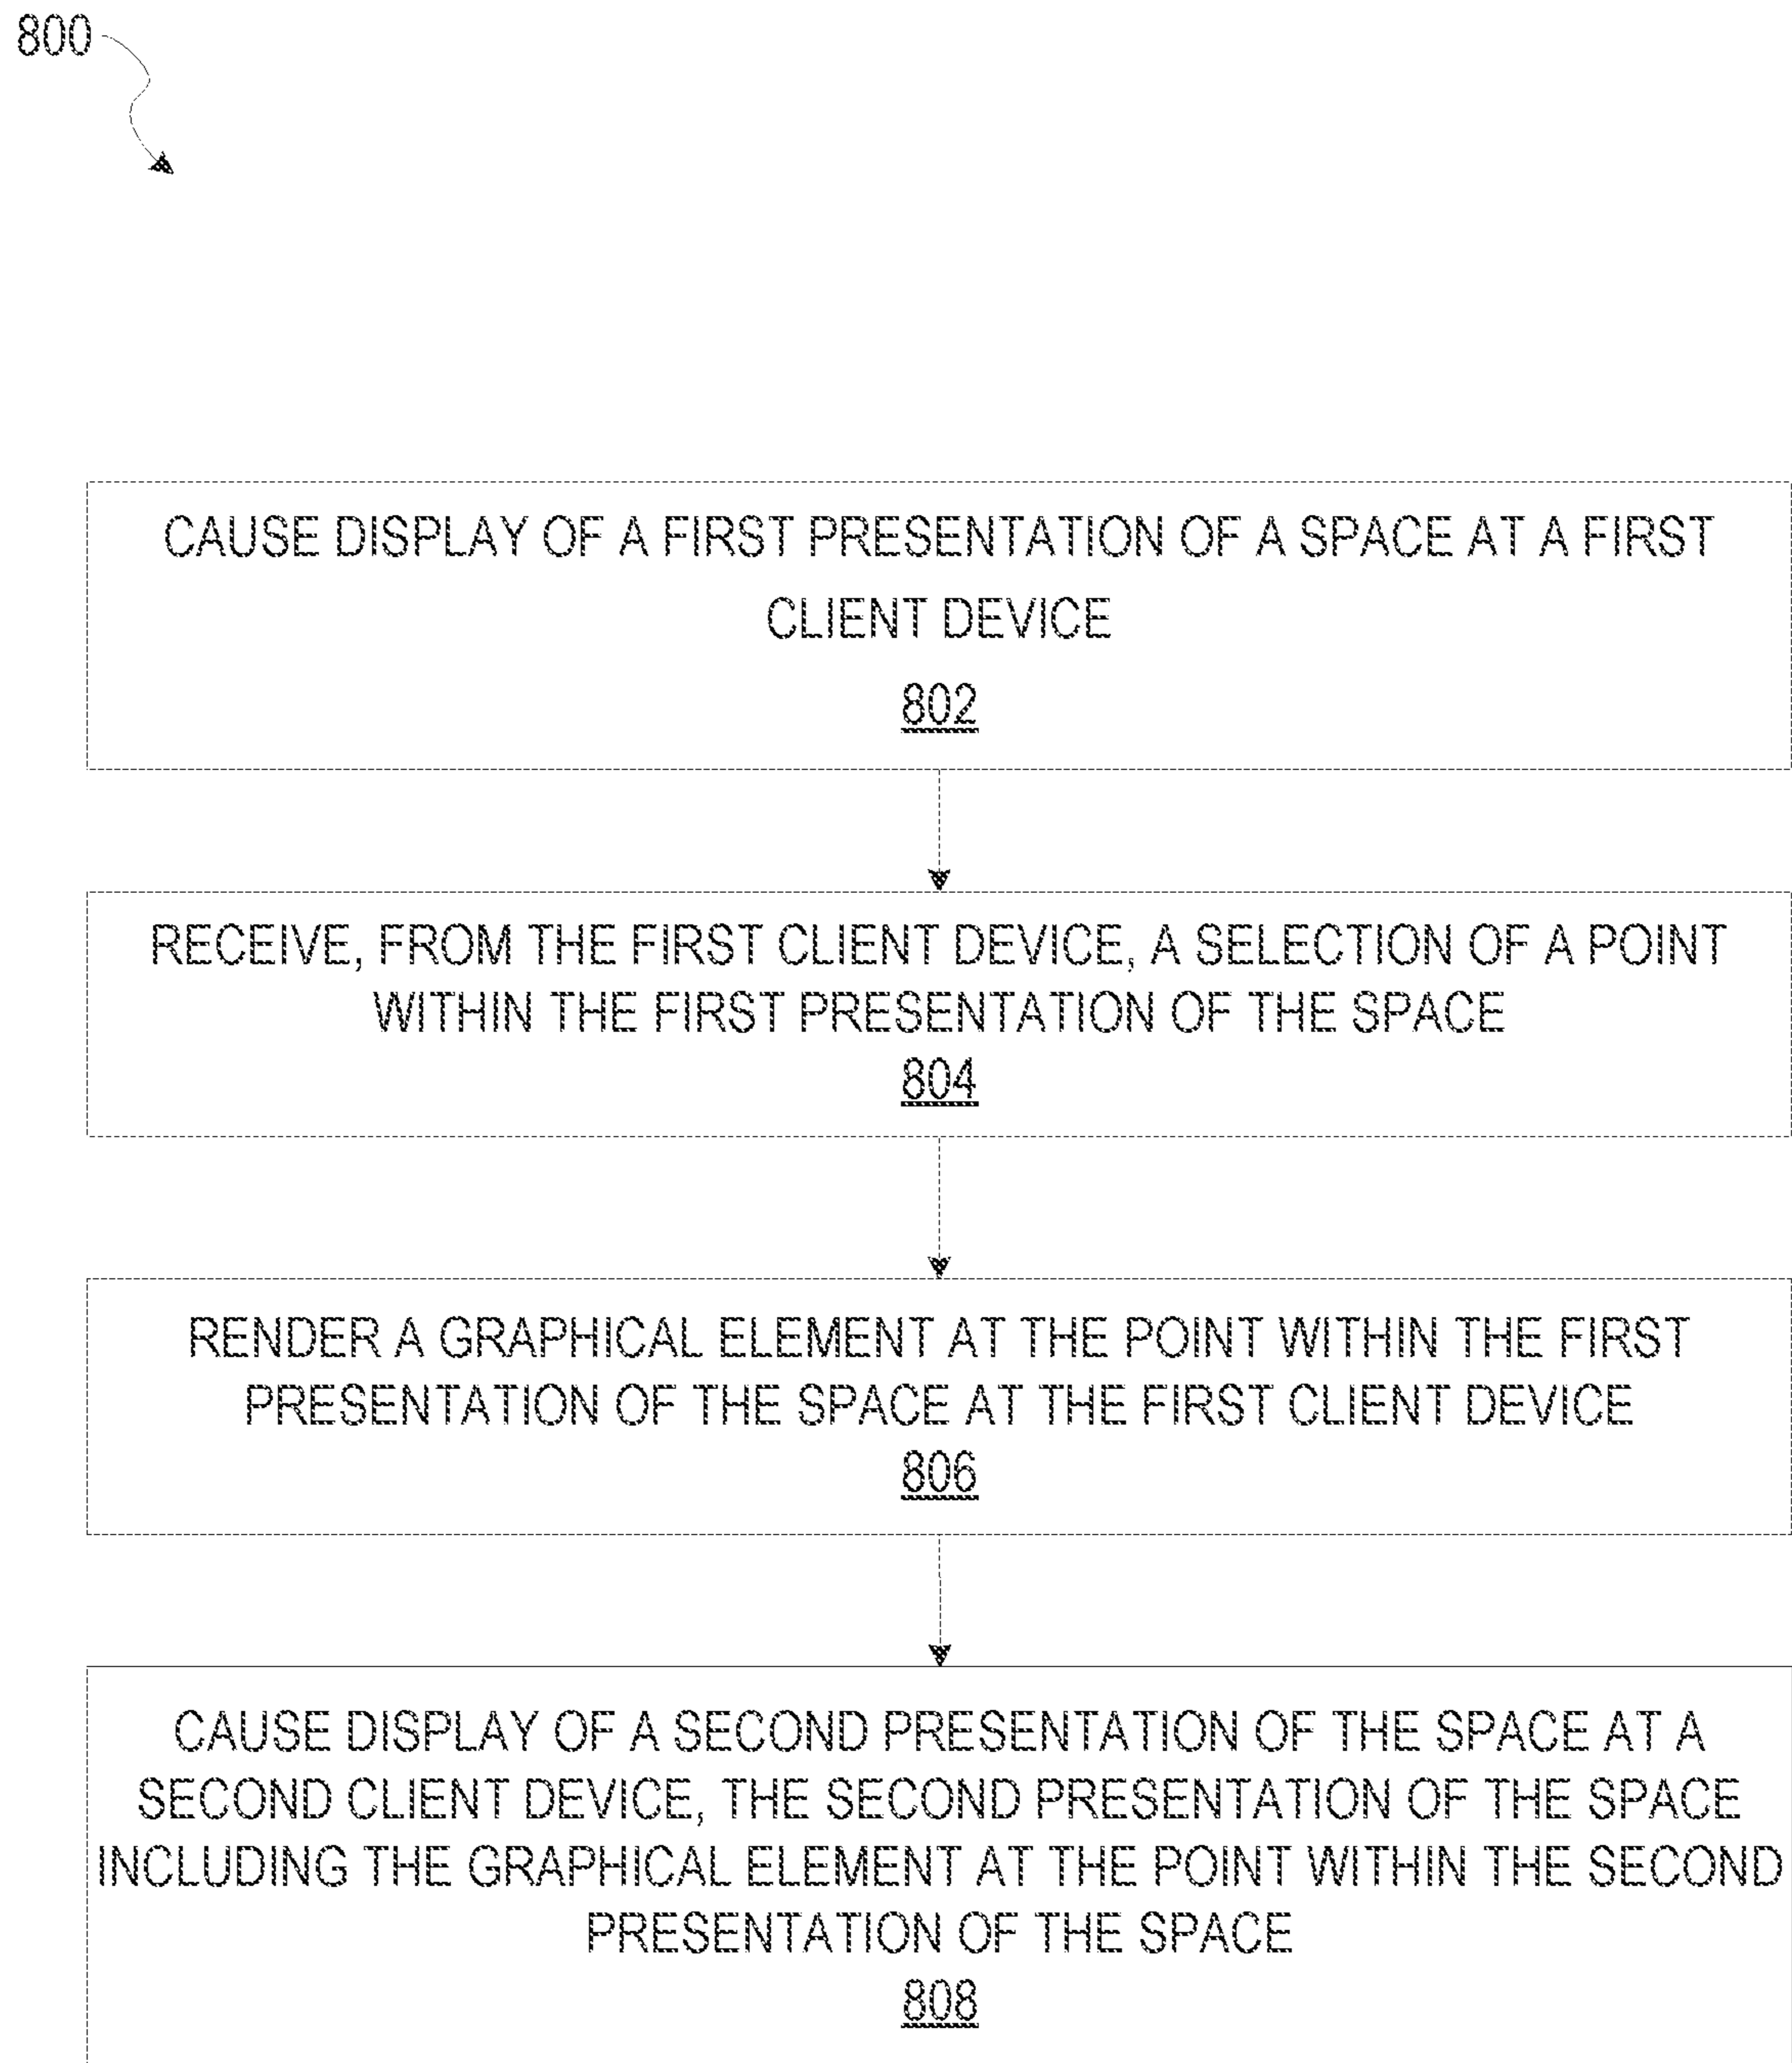 800
CAUSE DISPLAY OF A FIRST PRESENTATION OF A SPACE AT A FIRST
CLIENT DEVICE
802
RECEIVE, FROM THE FIRST CLIENT DEVICE, A SELECTION OF A POINT
WITHIN THE FIRST PRESENTATION OF THE SPACE
804
RENDER A GRAPHICAL ELEMENT AT THE POINT WITHIN THE FIRST
PRESENTATION OF THE SPACE AT THE FIRST CLIENT DEVICE
806
CAUSE DISPLAY OF A SECOND PRESENTATION OF THE SPACE AT A
SECOND CLIENT DEVICE, THE SECOND PRESENTATION OF THE SPACE
INCLUDING THE GRAPHICAL ELEMENT AT THE POINT WITHIN THE SECOND
PRESENTATION OF THE SPACE
808